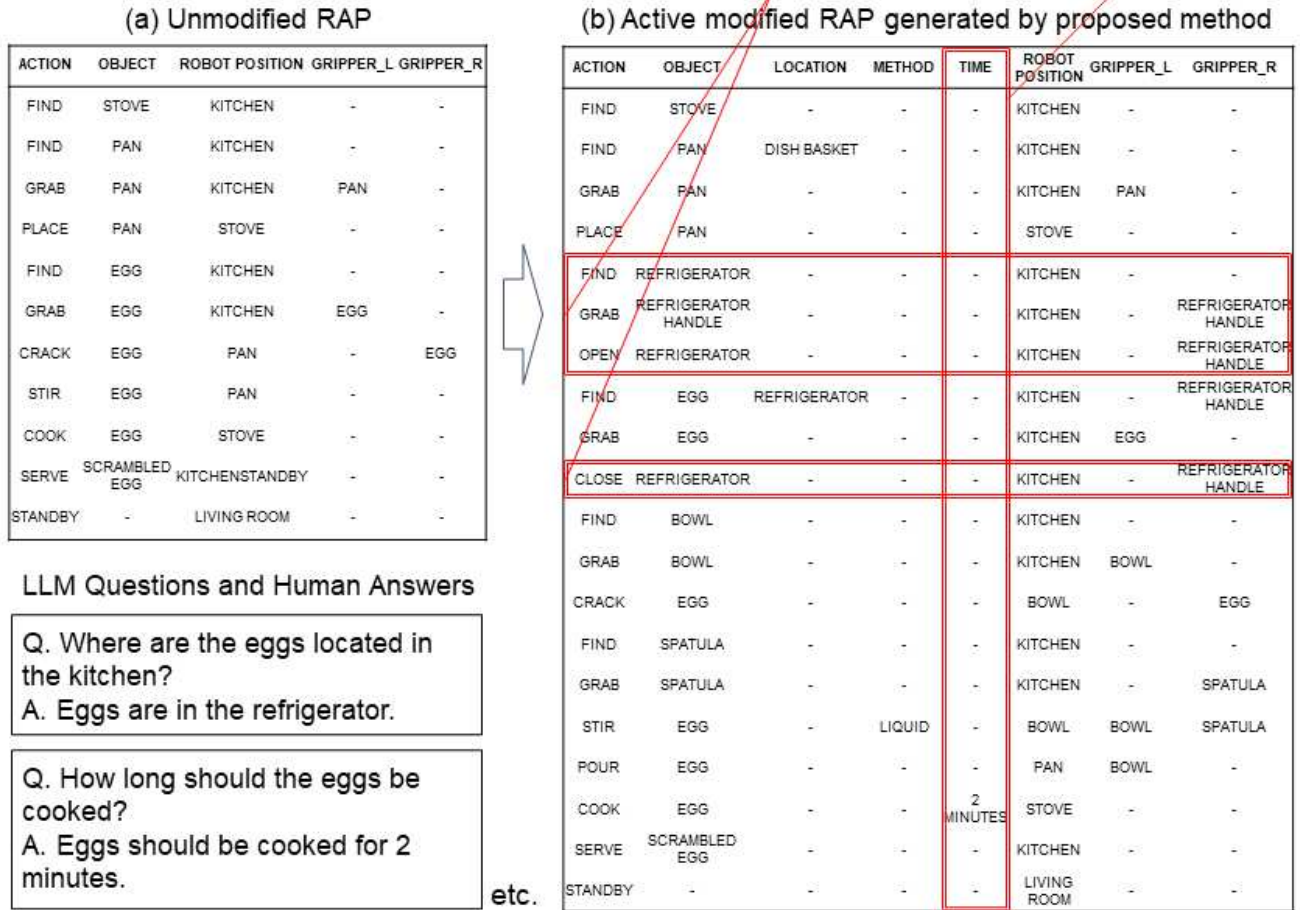 (a) Unmodified RAP
ACTION OBJECT ROBOT POSITION GRIPPER_L GRIPPER_R
FIND STOVE KITCHEN - -
FIND PAN KITCHEN - -
GRAB PAN KITCHEN PAN -
PLACE PAN STOVE - -
FIND EGG KITCHEN - -
GRAB EGG KITCHEN EGG -
CRACK EGG PAN - EGG
STIR EGG PAN - -
COOK EGG STOVE - -
SERVE SCRAMBLED EGG KITCHENSTANDBY - -
STANDBY - LIVING ROOM - -
LLM Questions and Human Answers
Q. Where are the eggs located in
the kitchen?
A. Eggs are in the refrigerator.
Q. How long should the eggs be
cooked?
A. Eggs should be cooked for 2
minutes.
etc.
(b) Active modified RAP generated by proposed method
ACTION OBJECT LOCATION METHOD TIME ROBOT POSITION GRIPPER_L GRIPPER_R
FIND STOVE - - - KITCHEN - -
FIND PAN DISH BASKET - - KITCHEN - -
GRAB PAN - - - KITCHEN PAN -
PLACE PAN - - - STOVE - -
FIND REFRIGERATOR - - - KITCHEN - -
GRAB REFRIGERATOR HANDLE - - - KITCHEN - REFRIGERATOR HANDLE
OPEN REFRIGERATOR - - - KITCHEN - REFRIGERATOR HANDLE
FIND EGG REFRIGERATOR - - KITCHEN - REFRIGERATOR HANDLE
GRAB EGG - - - KITCHEN EGG -
CLOSE REFRIGERATOR - - - KITCHEN - REFRIGERATOR HANDLE
FIND BOWL - - - KITCHEN - -
GRAB BOWL - - - KITCHEN BOWL -
CRACK EGG - - - BOWL - EGG
FIND SPATULA - - - KITCHEN - -
GRAB SPATULA - - - KITCHEN - SPATULA
STIR EGG - LIQUID - BOWL BOWL SPATULA
POUR EGG - - - PAN BOWL -
COOK EGG - - 2 MINUTES STOVE - -
SERVE SCRAMBLED EGG - - - KITCHEN - -
STANDBY - - - - LIVING ROOM - -